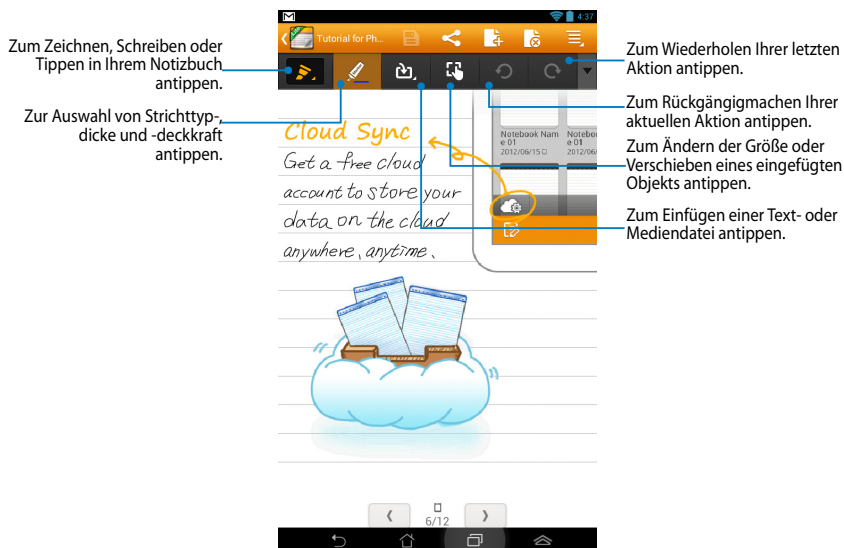 4:37
Tutorial for Ph...
Zum Zeichnen, Schreiben oder
Tippen in Ihrem Notizbuch
antippen.
Zur Auswahl von Strichttyp-,
dicke und -deckkraft
antippen.
Zum Wiederholen Ihrer letzten
Aktion antippen.
Zum Rückgängigmachen Ihrer
aktuellen Aktion antippen.
Zum Ändern der Größe oder
Verschieben eines eingefügten
Objekts antippen.
Zum Einfügen einer Text- oder
Mediendatei antippen.
Cloud Sync
Get a free cloud
account to store your
data on the cloud
anywhere, anytime.
Notebook Nam
e 01
2012/06/15
Notebo
e 01
2012/06
6/12